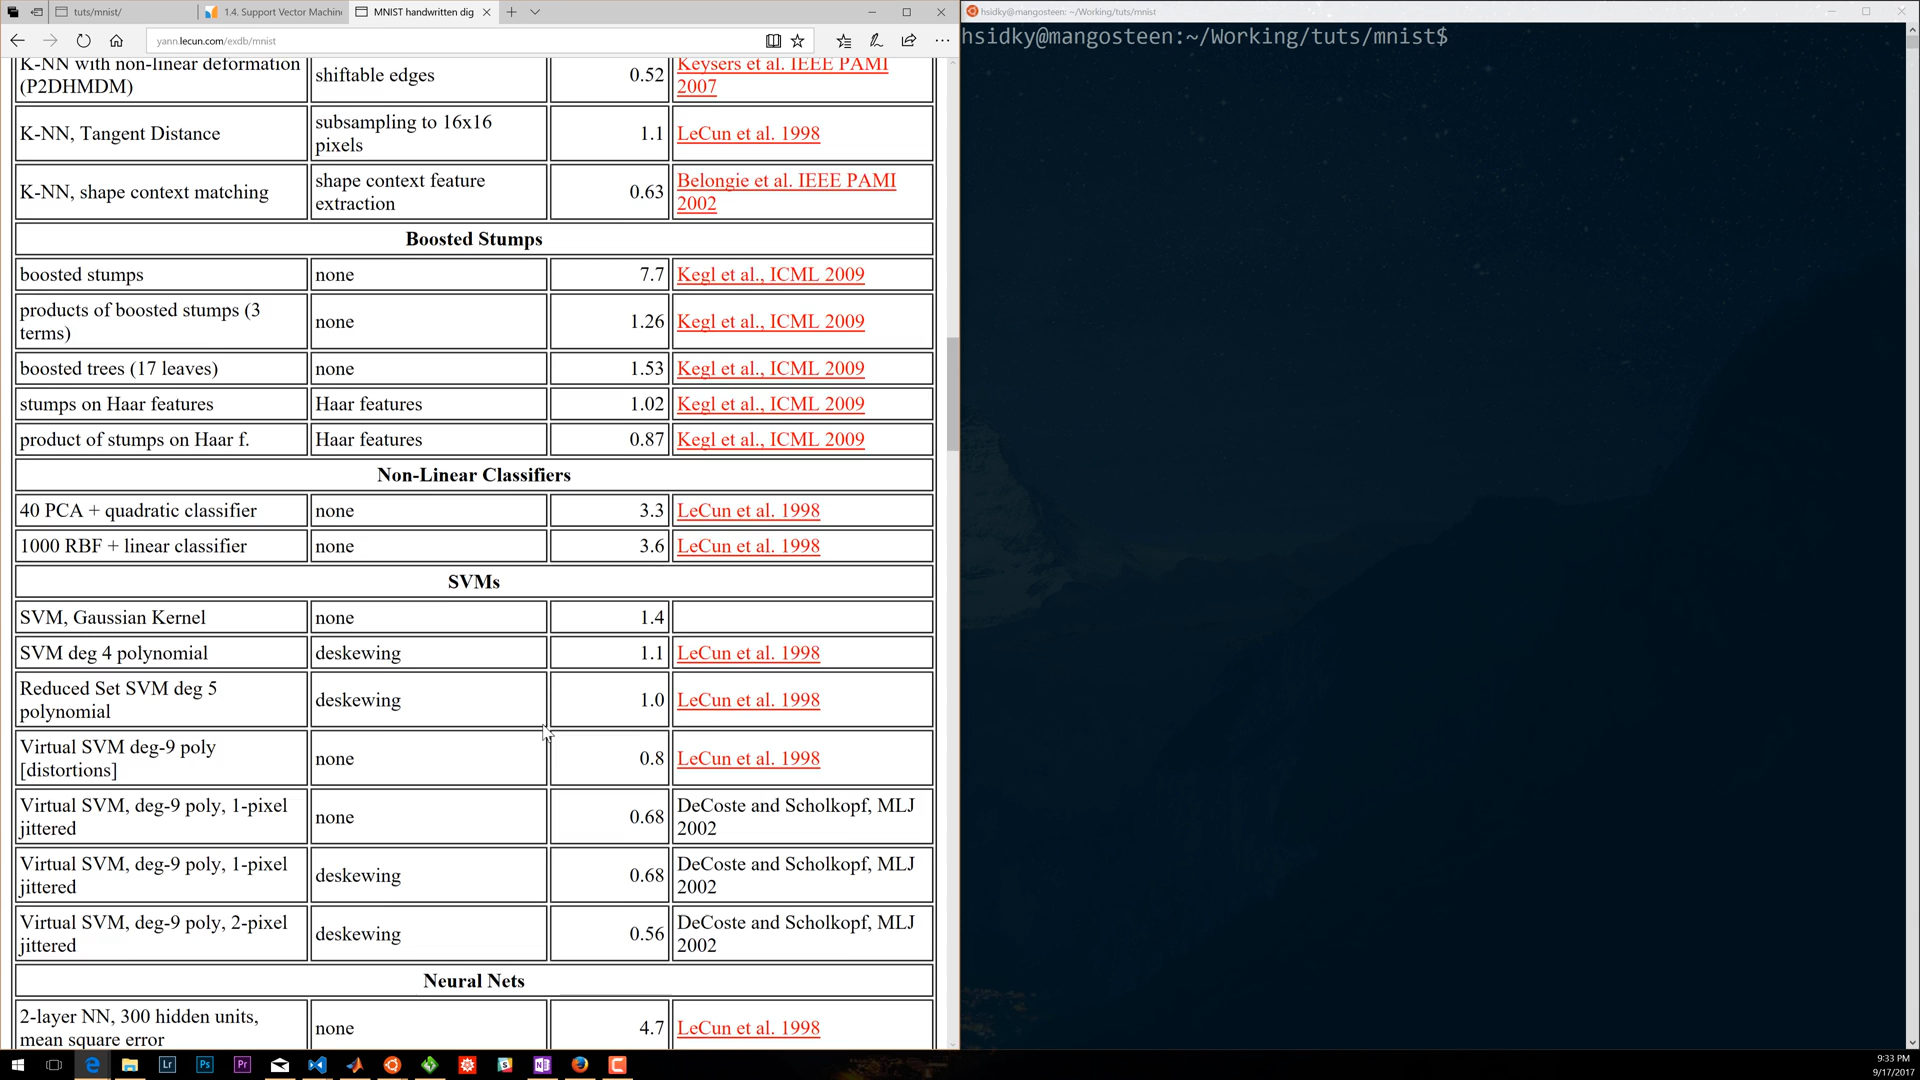 tuts/mnist/
1.4. Support Vector Machin
MNIST handwritten dig
yann.lecun.com/exdb/mnist
K-NN with non-linear deformation
(P2DHMDM)
shiftable edges
0.52
Keysers et al. IEEE PAMI
2007
K-NN, Tangent Distance
subsampling to 16x16
pixels
1.1
LeCun et al. 1998
K-NN, shape context matching
shape context feature
extraction
0.63
Belongie et al. IEEE PAMI
2002
Boosted Stumps
boosted stumps
none
7.7
Kegl et al., ICML 2009
products of boosted stumps (3
terms)
none
1.26
Kegl et al., ICML 2009
boosted trees (17 leaves)
none
1.53
Kegl et al., ICML 2009
stumps on Haar features
Haar features
1.02
Kegl et al., ICML 2009
product of stumps on Haar f.
Haar features
0.87
Kegl et al., ICML 2009
Non-Linear Classifiers
40 PCA + quadratic classifier
none
3.3
LeCun et al. 1998
1000 RBF + linear classifier
none
3.6
LeCun et al. 1998
SVMs
SVM, Gaussian Kernel
none
1.4
SVM deg 4 polynomial
deskewing
1.1
LeCun et al. 1998
Reduced Set SVM deg 5
polynomial
deskewing
1.0
LeCun et al. 1998
Virtual SVM deg-9 poly
[distortions]
none
0.8
LeCun et al. 1998
Virtual SVM, deg-9 poly, 1-pixel
jittered
none
0.68
DeCoste and Scholkopf, MLJ
2002
Virtual SVM, deg-9 poly, 1-pixel
jittered
deskewing
0.68
DeCoste and Scholkopf, MLJ
2002
Virtual SVM, deg-9 poly, 2-pixel
jittered
deskewing
0.56
DeCoste and Scholkopf, MLJ
2002
Neural Nets
2-layer NN, 300 hidden units,
mean square error
none
4.7
LeCun et al. 1998
hsidky@mangosteen: ~/Working/tuts/mnist
hsidky@mangosteen:~/Working/tuts/mnist$
Lr
Ps
Pr
9:33 PM
9/17/2017